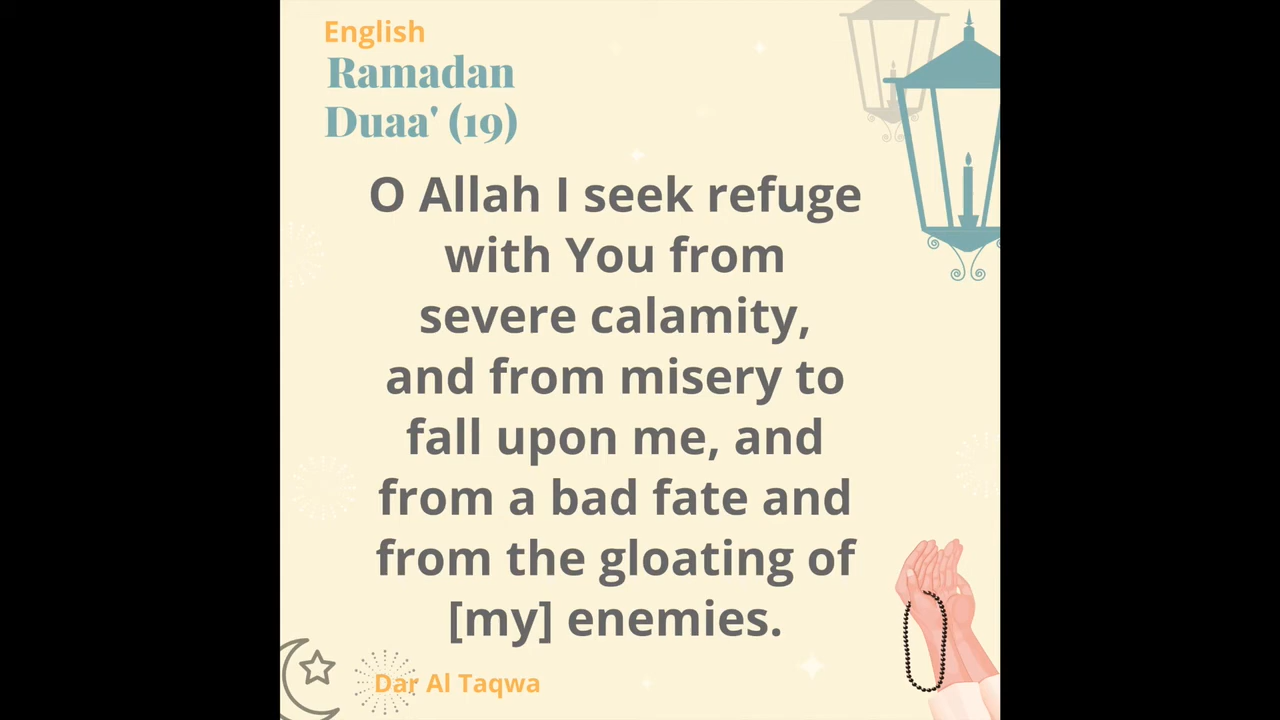 English
Ramadan
Duaa' (19)
O Allah I seek refuge
with You from
severe calamity,
and from misery to
fall upon me, and
from a bad fate and
from the gloating of
[my] enemies.
Dar Al Taqwa